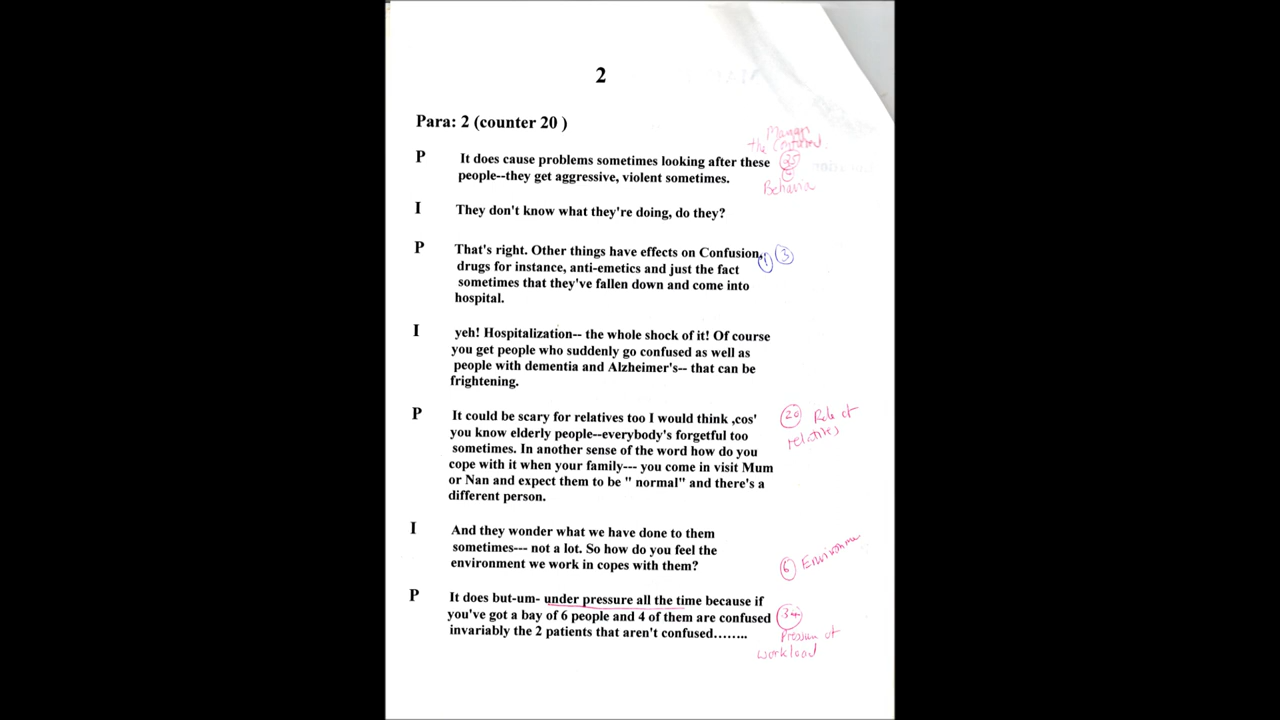 2
Para: 2 (counter 20 )
P It does cause problems sometimes looking after these
people--they get aggressive, violent sometimes.
the Confused
Behavia
I They don't know what they're doing, do they?
P That's right. Other things have effects on Confusion,
drugs for instance, anti-emetics and just the fact
sometimes that they've fallen down and come into
hospital.
1 3
I yeh! Hospitalization-- the whole shock of it! Of course
you get people who suddenly go confused as well as
people with dementia and Alzheimer's-- that can be
frightening.
P It could be scary for relatives too I would think ,cos'
you know elderly people--everybody's forgetful too
sometimes. In another sense of the word how do you
cope with it when your family--- you come in visit Mum
or Nan and expect them to be " normal" and there's a
different person.
20 Role of
relatives
I And they wonder what we have done to them
sometimes--- not a lot. So how do you feel the
environment we work in copes with them?
6 Environme
P It does but-um- under pressure all the time because if
you've got a bay of 6 people and 4 of them are confused
invariably the 2 patients that aren't confused........
Pressure of
workload